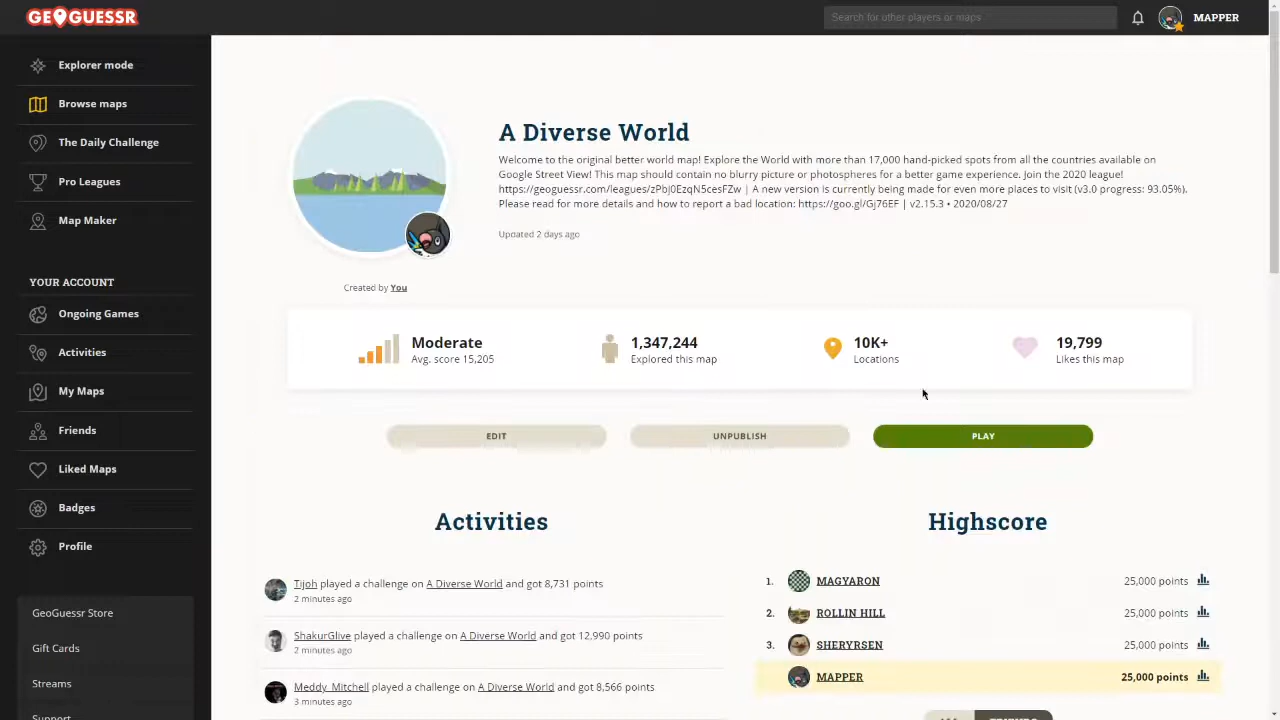 GEOGUESSR
Search for other players or maps
MAPPER
Explorer mode
Browse maps
The Daily Challenge
Pro Leagues
Map Maker
YOUR ACCOUNT
Ongoing Games
Activities
My Maps
Friends
Liked Maps
Badges
Profile
GeoGuessr Store
Gift Cards
Streams
Support
A Diverse World
Welcome to the original better world map! Explore the World with more than 17,000 hand-picked spots from all the countries available on
Google Street View! This map should contain no blurry picture or photospheres for a better game experience. Join the 2020 league!
https://geoguessr.com/leagues/zPbj0EzqN5cesFZw | A new version is currently being made for even more places to visit (v3.0 progress: 93.05%).
Please read for more details and how to report a bad location: https://goo.gl/Gj76EF | v2.15.3 • 2020/08/27
Updated 2 days ago
Created by You
Moderate
Avg. score 15,205
1,347,244
Explored this map
10K+
Locations
19,799
Likes this map
EDIT
UNPUBLISH
PLAY
Activities
Tijoh played a challenge on A Diverse World and got 8,731 points
2 minutes ago
ShakurGlive played a challenge on A Diverse World and got 12,990 points
2 minutes ago
Meddy_Mitchell played a challenge on A Diverse World and got 8,566 points
3 minutes ago
Highscore
1. MAGYARON 25,000 points
2. ROLLIN HILL 25,000 points
3. SHERYRSEN 25,000 points
MAPPER 25,000 points